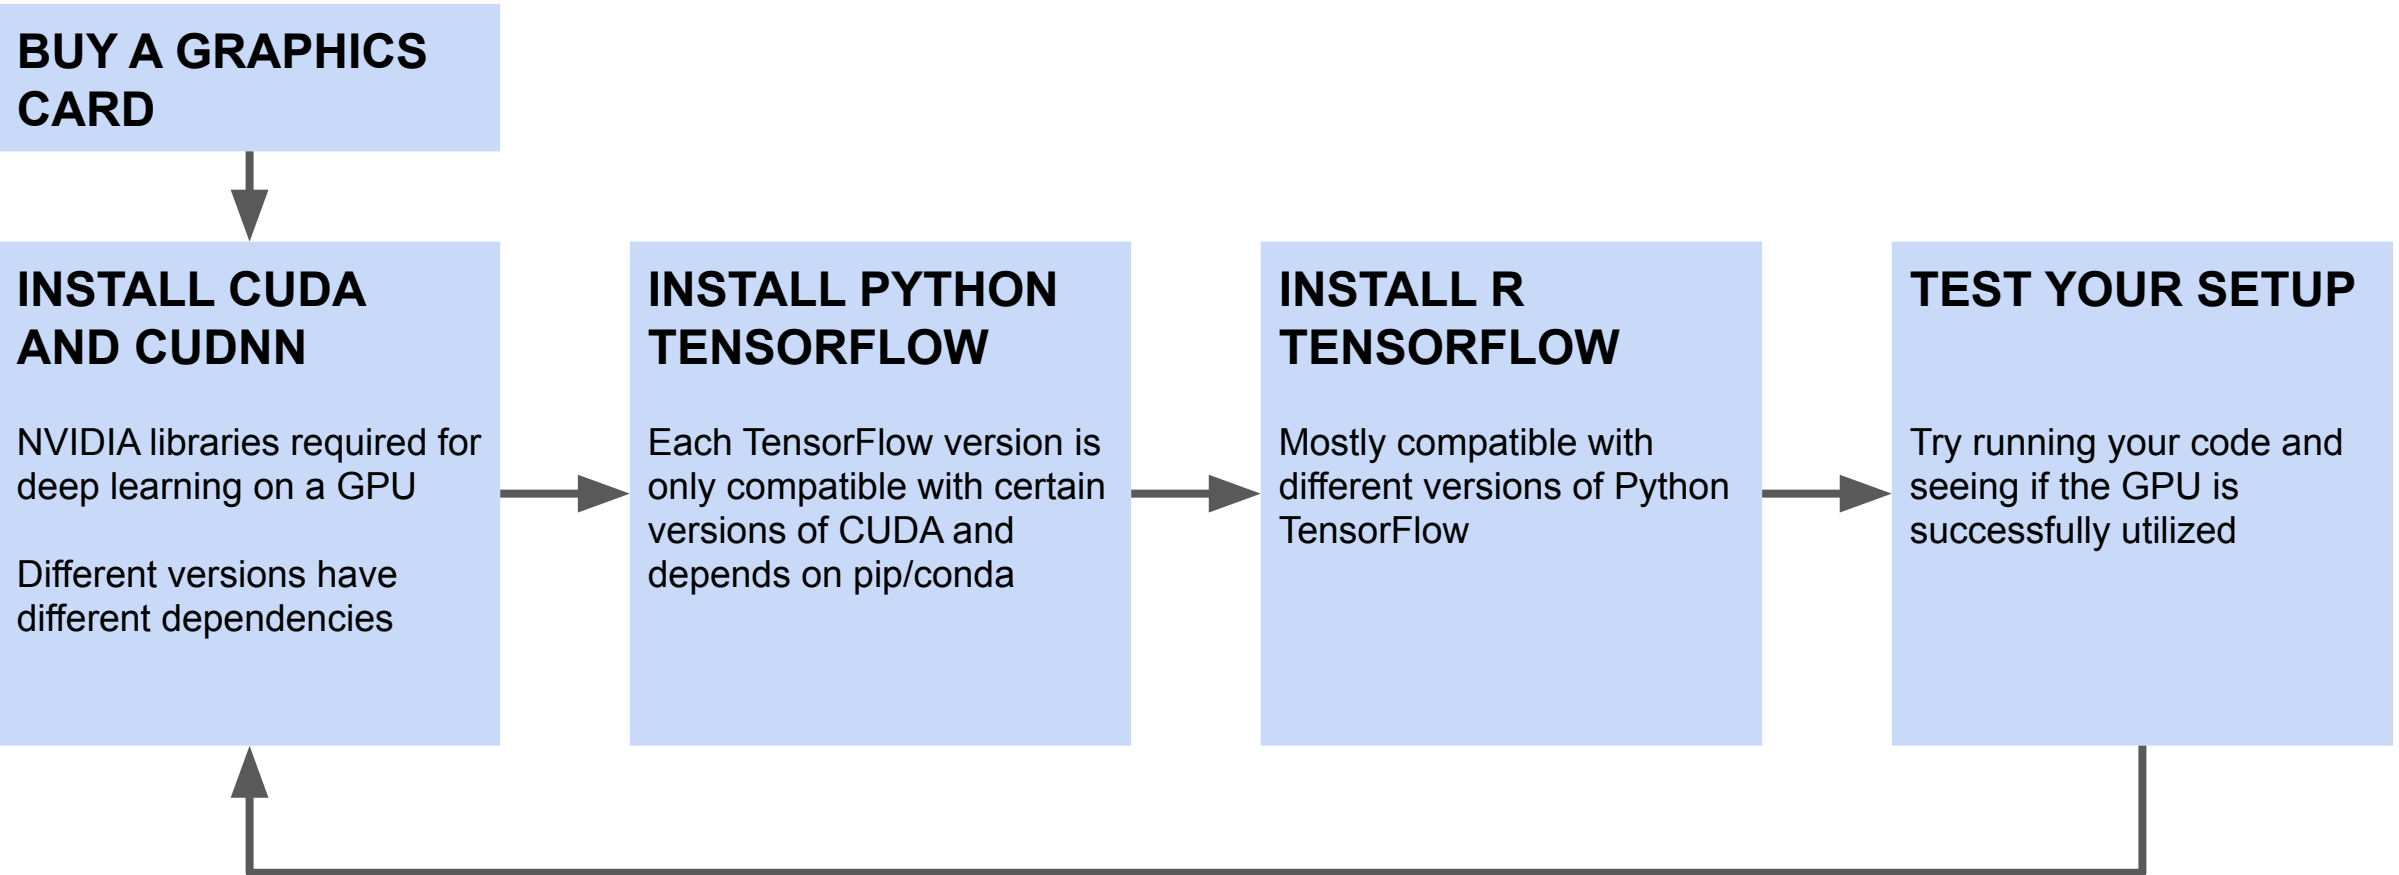 BUY A GRAPHICS
CARD
INSTALL CUDA
AND CUDNN
NVIDIA libraries required for
deep learning on a GPU
Different versions have
different dependencies
INSTALL PYTHON
TENSORFLOW
Each TensorFlow version is
only compatible with certain
versions of CUDA and
depends on pip/conda
INSTALL R
TENSORFLOW
Mostly compatible with
different versions of Python
TensorFlow
TEST YOUR SETUP
Try running your code and
seeing if the GPU is
successfully utilized